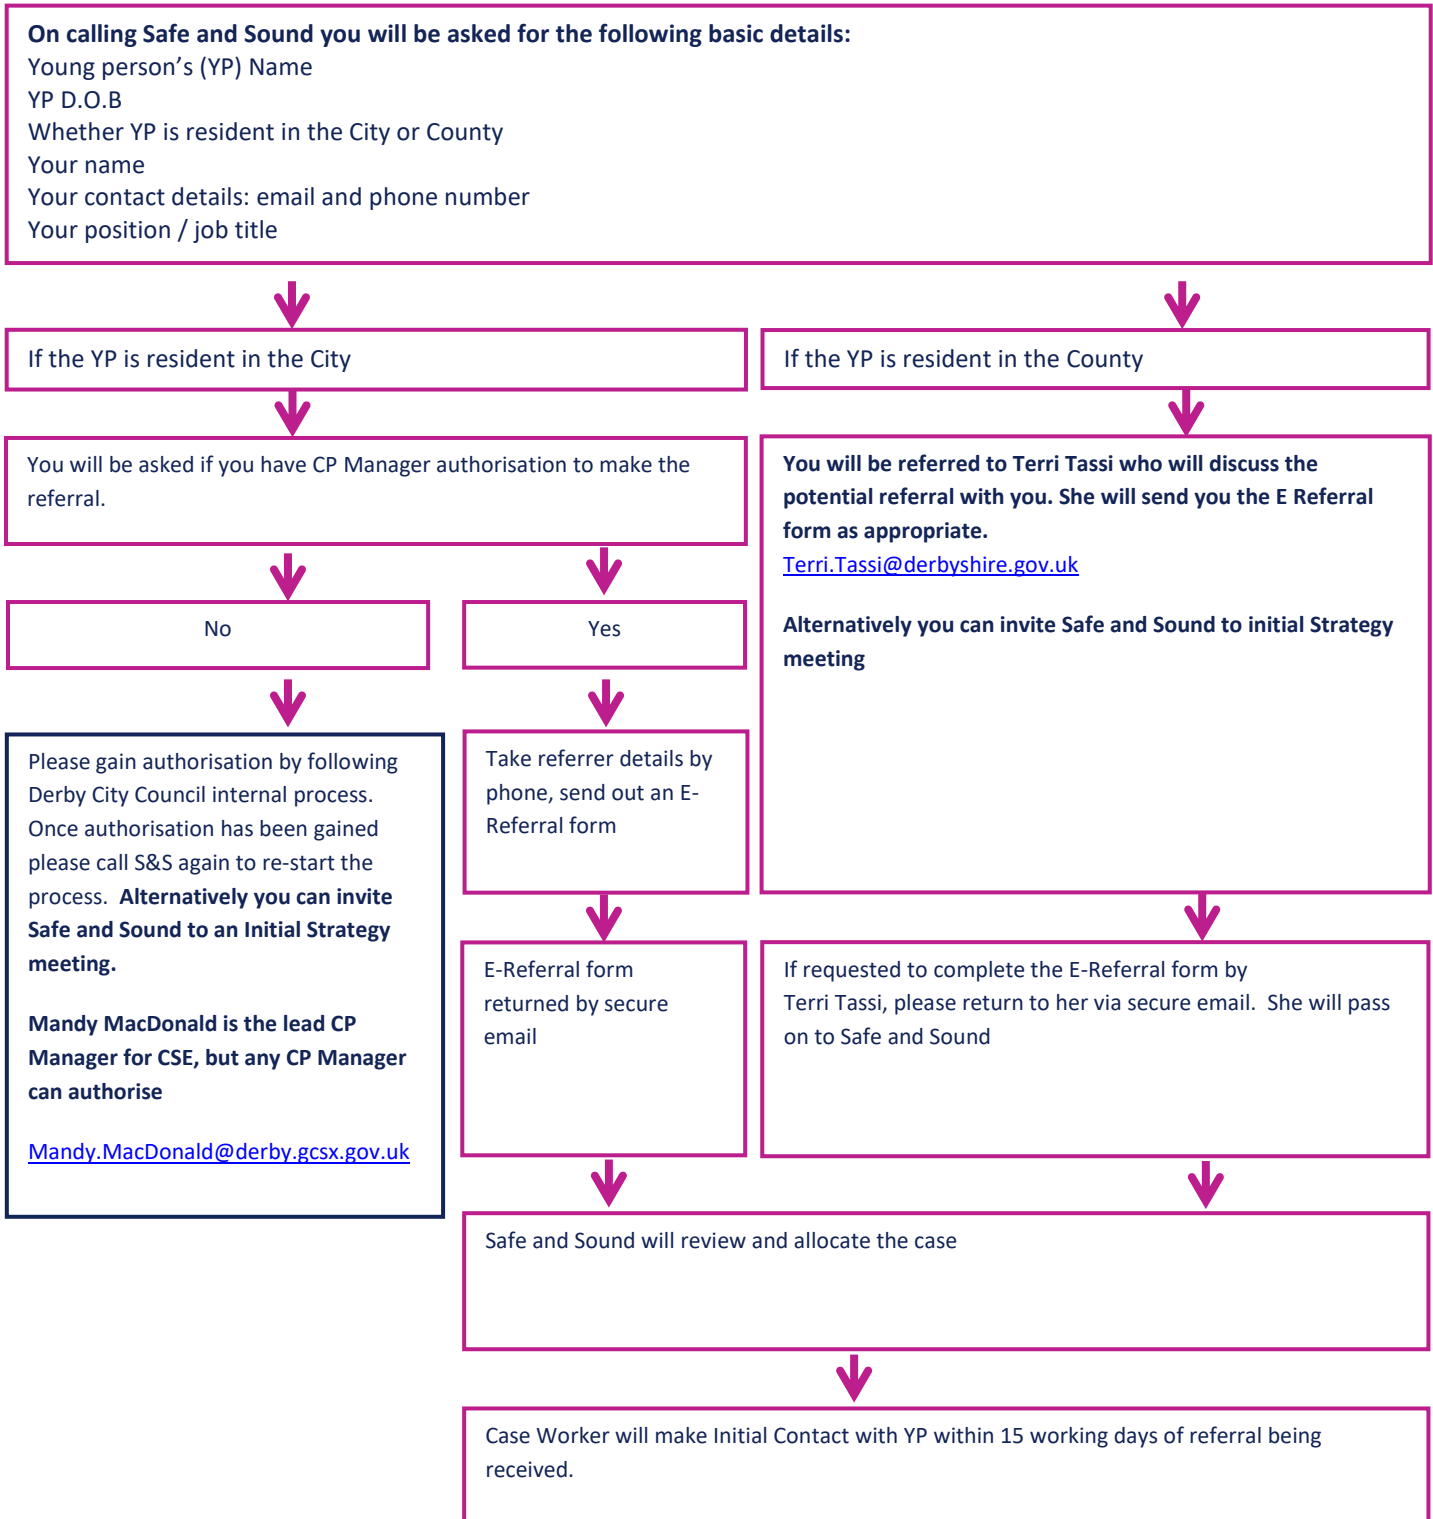 On calling Safe and Sound you will be asked for the following basic details:
Young person's (YP) Name
YP D.O.B
Whether YP is resident in the City or County
Your name
Your contact details: email and phone number
Your position / job title
If the YP is resident in the City
If the YP is resident in the County
You will be asked if you have CP Manager authorisation to make the
referral.
You will be referred to Terri Tassi who will discuss the
potential referral with you. She will send you the E Referral
form as appropriate.
Terri.Tassi@derbyshire.gov.uk
Alternatively you can invite Safe and Sound to initial Strategy
meeting
No
Yes
Please gain authorisation by following
Derby City Council internal process.
Once authorisation has been gained
please call S&S again to re-start the
process.  Alternatively you can invite
Safe and Sound to an Initial Strategy
meeting.
Mandy MacDonald is the lead CP
Manager for CSE, but any CP Manager
can authorise
Mandy.MacDonald@derby.gcsx.gov.uk
Take referrer details by
phone, send out an E-
Referral form
E-Referral form
returned by secure
email
If requested to complete the E-Referral form by
Terri Tassi, please return to her via secure email.  She will pass
on to Safe and Sound
Safe and Sound will review and allocate the case
Case Worker will make Initial Contact with YP within 15 working days of referral being
received.